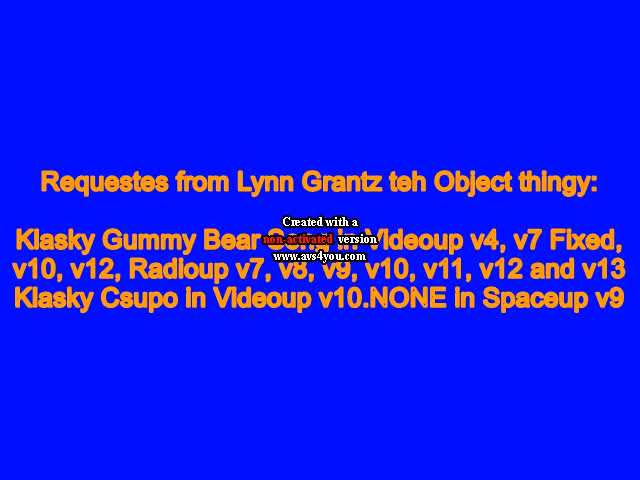 Requestes from Lynn Grantz teh Object thingy:
Klasky Gummy Bear Song in Videoup v4, v7 Fixed,
v10, v12, Radioup v7, v8, v9, v10, v11, v12 and v13
Klasky Csupo in Videoup v10.NONE in Spaceup v9
Created with a
non-activated version
www.avs4you.com